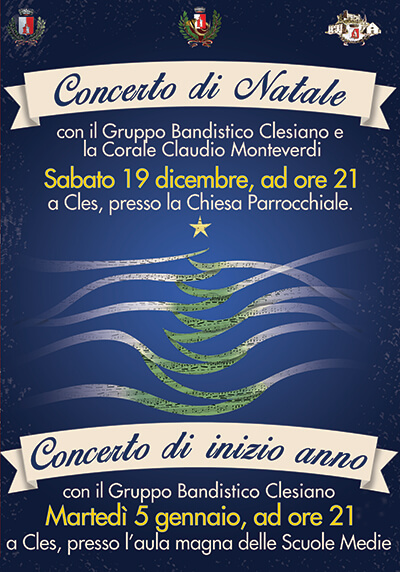 Concerto di Natale
con il Gruppo Bandistico Clesiano e
la Corale Claudio Monteverdi
Sabato 19 dicembre, ad ore 21
a Cles, presso la Chiesa Parrocchiale.
Concerto di inizio anno
con il Gruppo Bandistico Clesiano
Martedì 5 gennaio, ad ore 21
a Cles, presso l'aula magna delle Scuole Medie